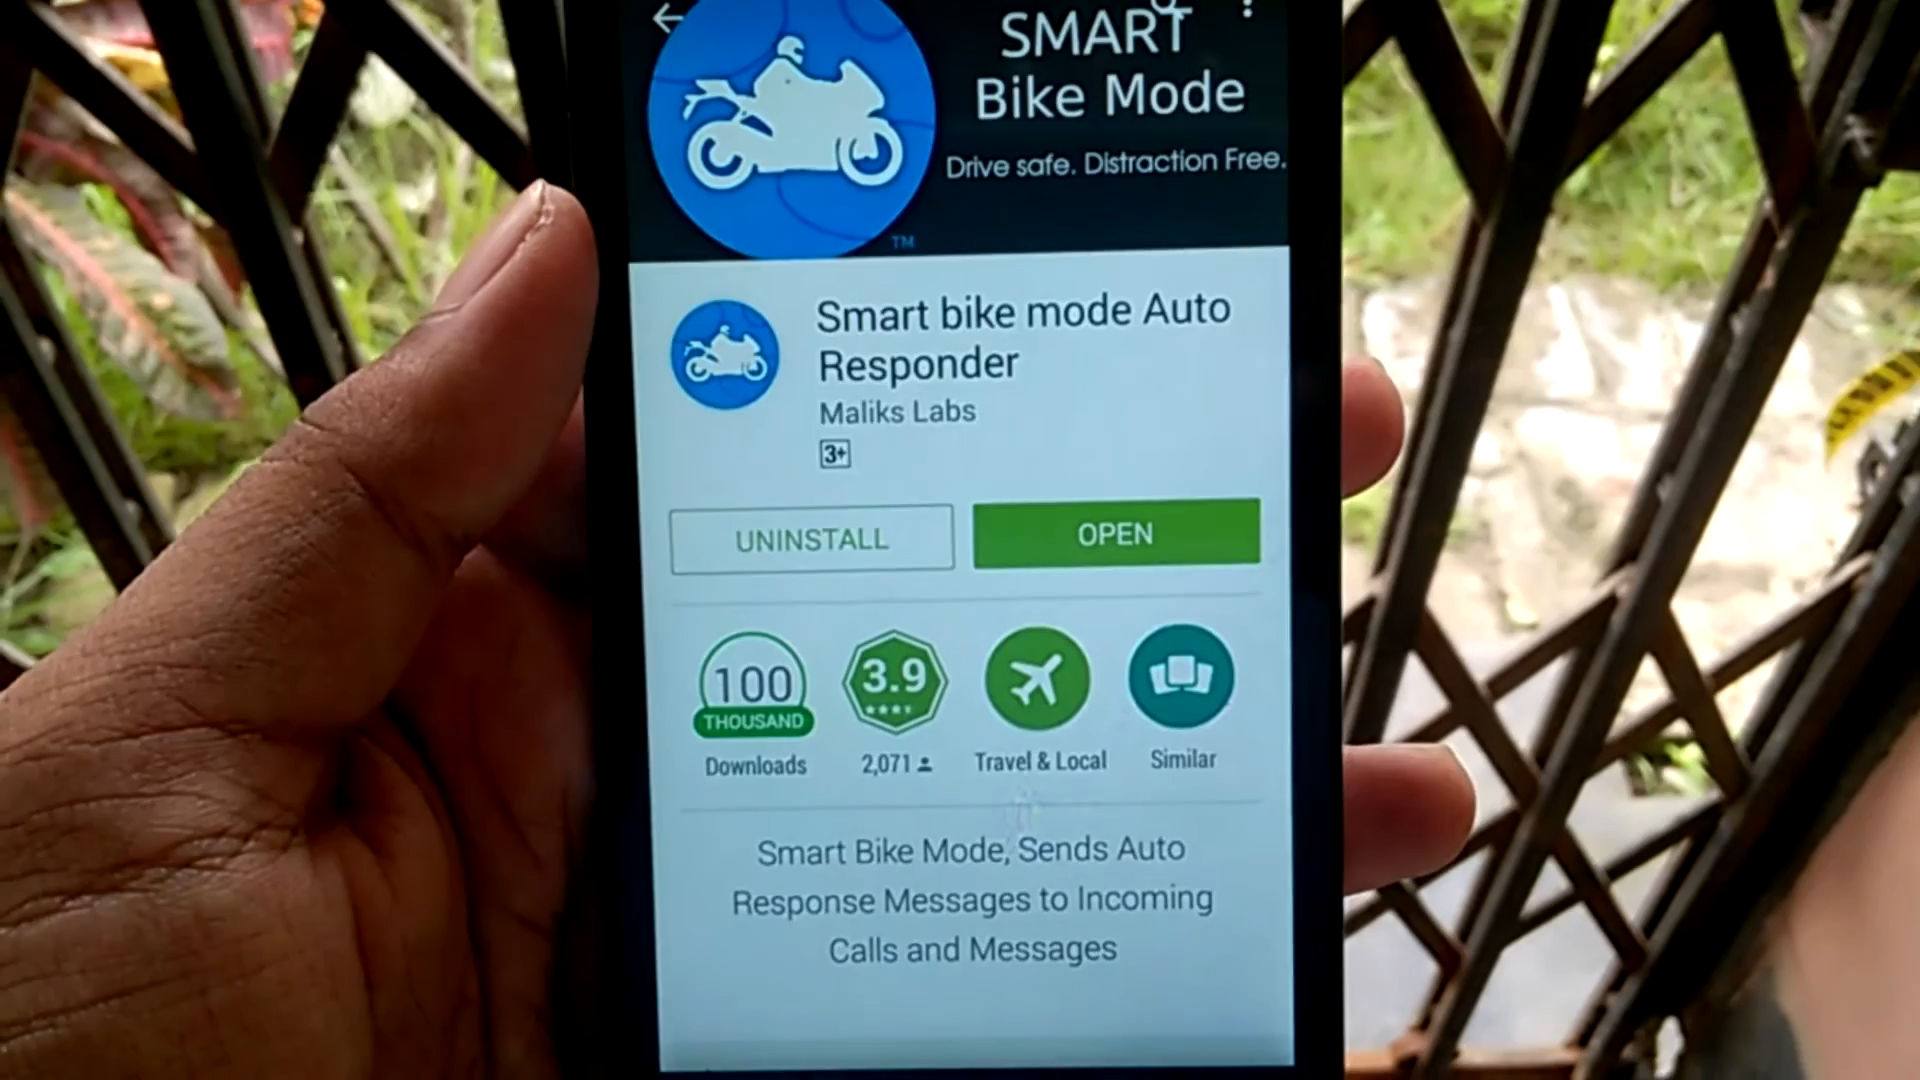 SMART
Bike Mode
Drive safe. Distraction Free.
TM
Smart bike mode Auto
Responder
Maliks Labs
3+
UNINSTALL
OPEN
100
THOUSAND
3.9
Downloads
2,071
Travel & Local
Similar
Smart Bike Mode, Sends Auto
Response Messages to Incoming
Calls and Messages